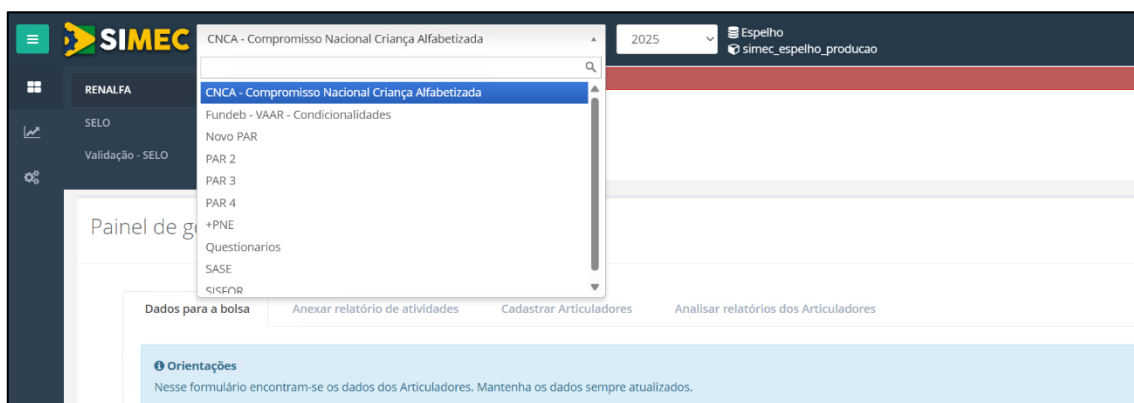 SIMEC
CNCA - Compromisso Nacional Criança Alfabetizada
2025
Espelho
simec_espelho_producao
RENALFA
SELO
Validação - SELO
CNCA - Compromisso Nacional Criança Alfabetizada
Fundeb - VAAR - Condicionalidades
Novo PAR
PAR 2
PAR 3
PAR 4
+PNE
Questionarios
SASE
SISFOR
Painel de g
Dados para a bolsa
Anexar relatório de atividades
Cadastrar Articuladores
Analisar relatórios dos Articuladores
Orientações
Nesse formulário encontram-se os dados dos Articuladores. Mantenha os dados sempre atualizados.